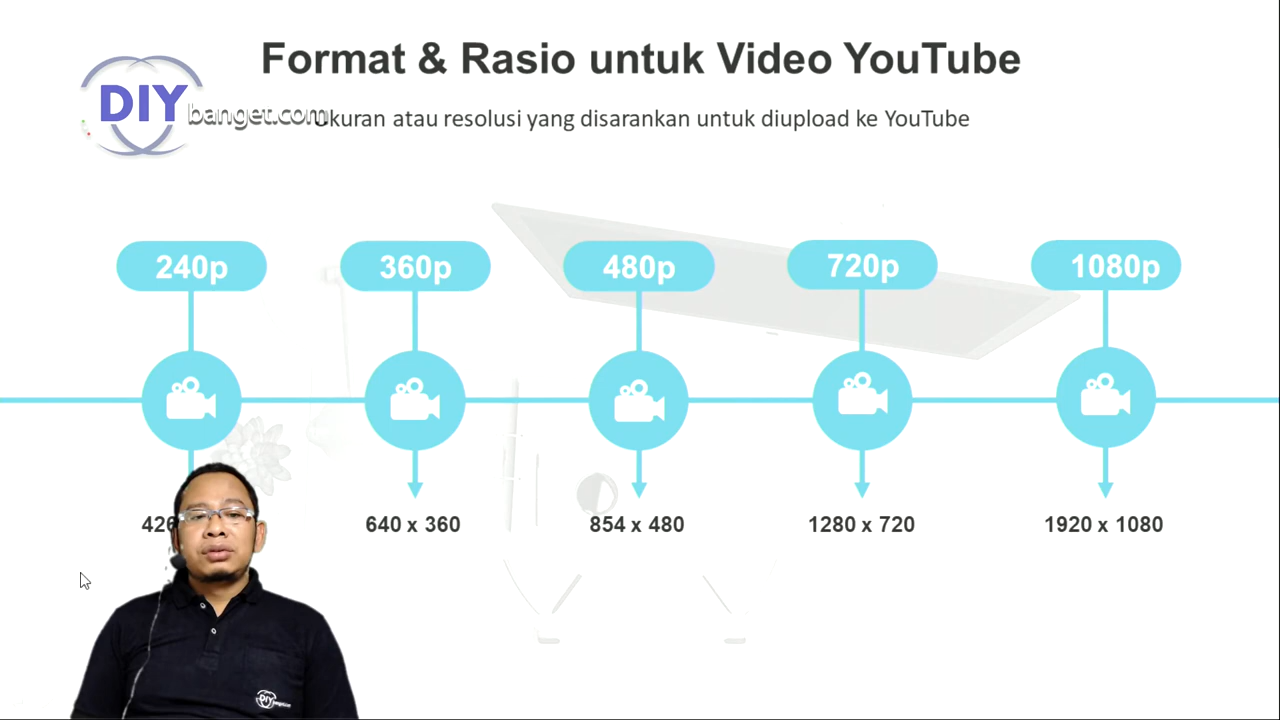 Format & Rasio untuk Video YouTube
DIY
banget.com
Ukuran atau resolusi yang disarankan untuk diupload ke YouTube
240p 360p 480p 720p 1080p
640 x 360 854 x 480 1280 x 720 1920 x 1080
DIY